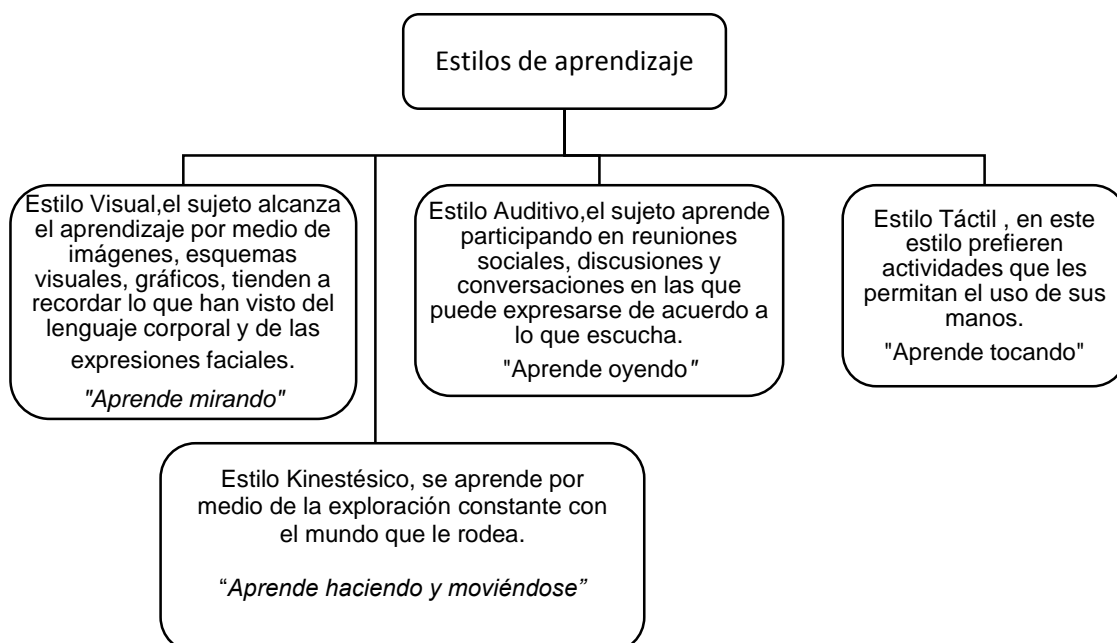 Estilos de aprendizaje
Estilo Visual,el sujeto alcanza
el aprendizaje por medio de
imágenes, esquemas
visuales, gráficos, tienden a
recordar lo que han visto del
lenguaje corporal y de las
expresiones faciales.
"Aprende mirando"
Estilo Auditivo,el sujeto aprende
participando en reuniones
sociales, discusiones y
conversaciones en las que
puede expresarse de acuerdo a
lo que escucha.
"Aprende oyendo"
Estilo Táctil , en este
estilo prefieren
actividades que les
permitan el uso de sus
manos.
"Aprende tocando"
Estilo Kinestésico, se aprende por
medio de la exploración constante con
el mundo que le rodea.
“Aprende haciendo y moviéndose”